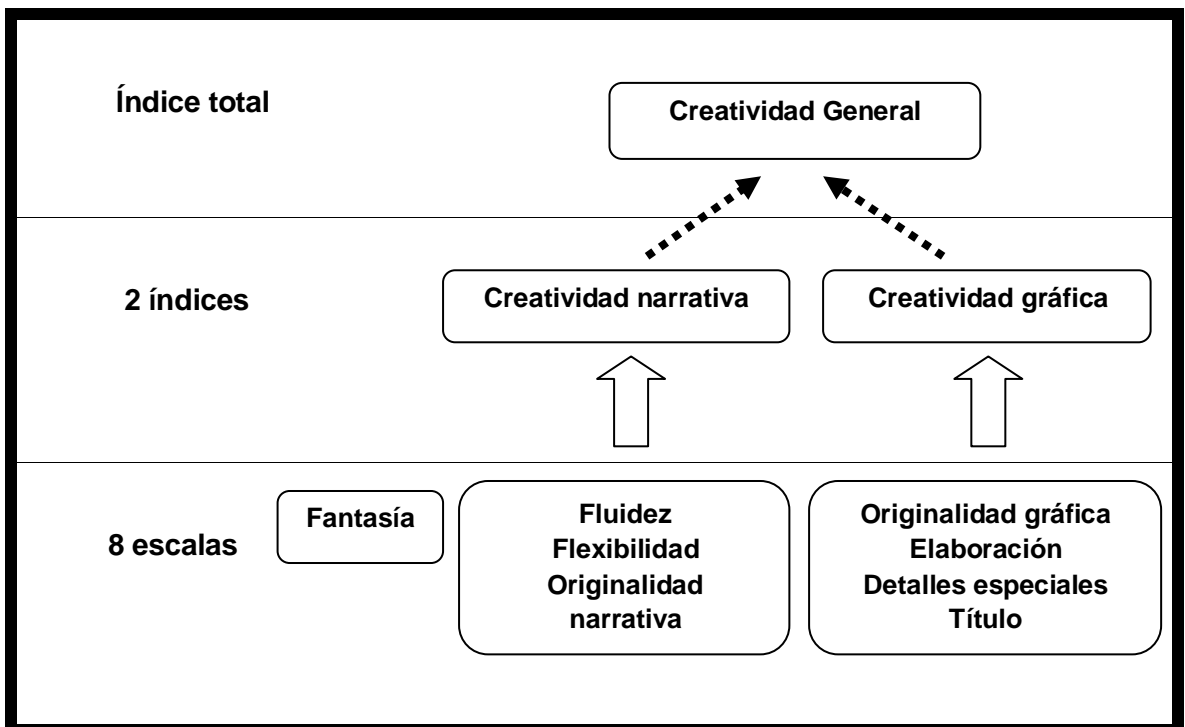 Índice total
Creatividad General
2 índices
Creatividad narrativa
Creatividad gráfica
8 escalas
Fantasía
Fluidez
Flexibilidad
Originalidad
narrativa
Originalidad gráfica
Elaboración
Detalles especiales
Título